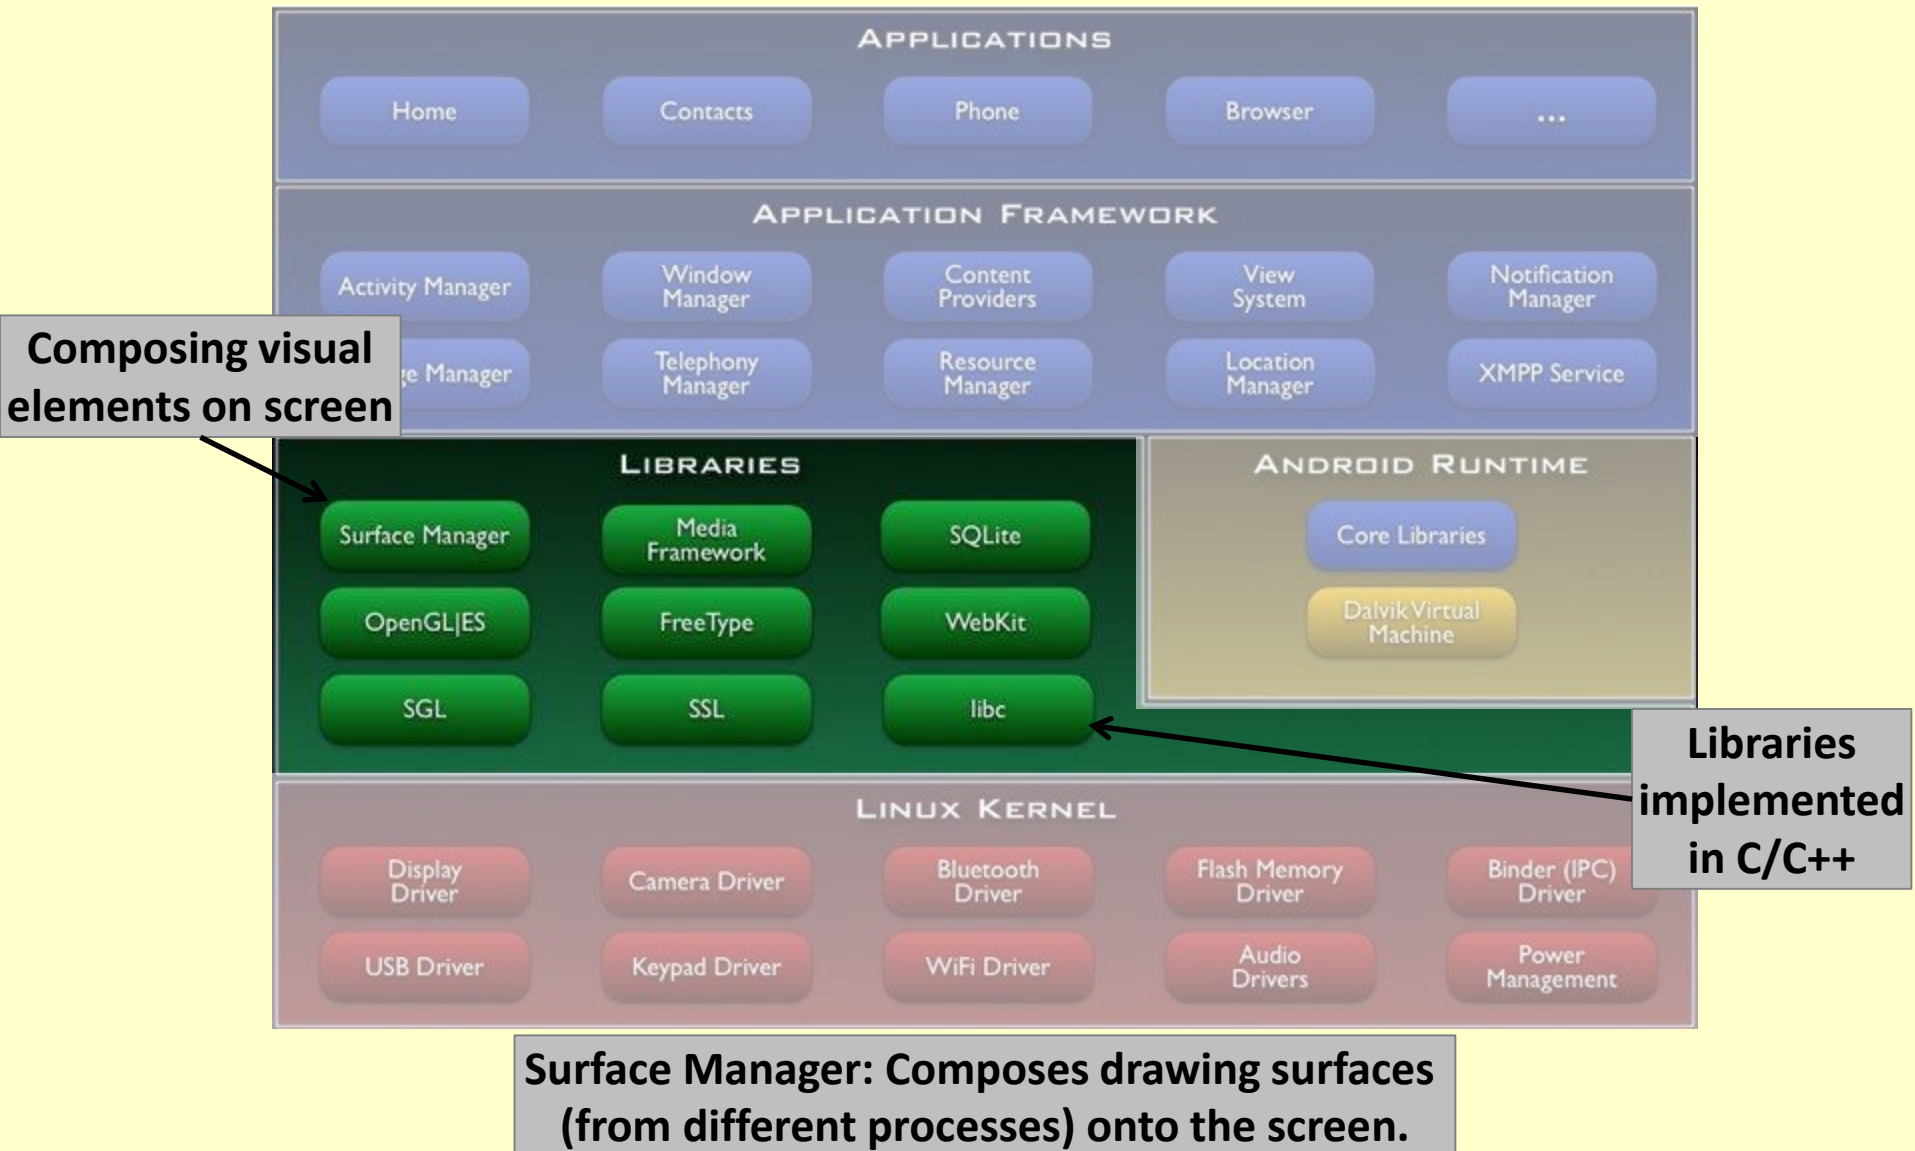 APPLICATIONS
Home
Contacts
Phone
Browser
...
APPLICATION FRAMEWORK
Activity Manager
Window
Manager
Content
Providers
View
System
Notification
Manager
Manager
Telephony
Manager
Resource
Manager
Location
Manager
XMPP Service
Composing visual
elements on screen
LIBRARIES
Surface Manager
Media
Framework
SQLite
OpenGL|ES
FreeType
WebKit
SGL
SSL
libc
ANDROID RUNTIME
Core Libraries
Dalvik Virtual
Machine
Libraries
implemented
in C/C++
LINUX KERNEL
Display
Driver
Camera Driver
Bluetooth
Driver
Flash Memory
Driver
Binder (IPC)
Driver
USB Driver
Keypad Driver
WiFi Driver
Audio
Drivers
Power
Management
Surface Manager: Composes drawing surfaces
(from different processes) onto the screen.